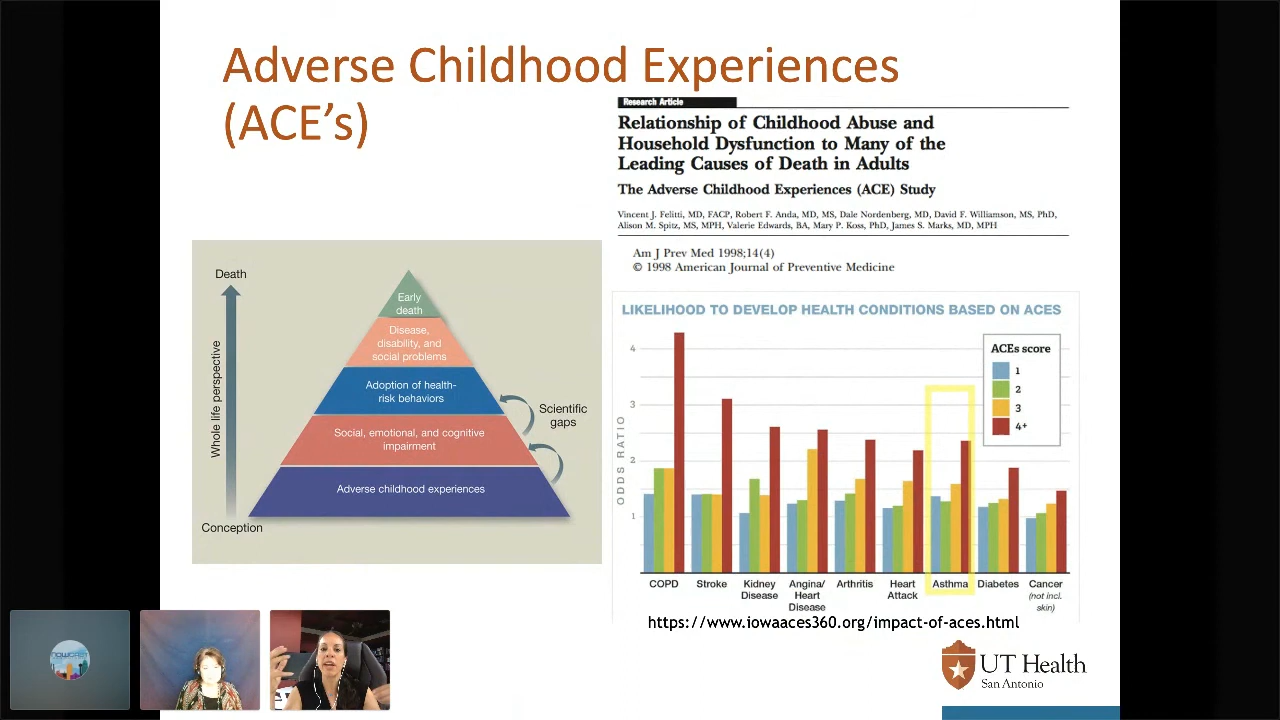 Adverse Childhood Experiences
(ACE's)
Research Article
Relationship of Childhood Abuse and
Household Dysfunction to Many of the
Leading Causes of Death in Adults
The Adverse Childhood Experiences (ACE) Study
Vincent J. Felitti, MD, FACP, Robert F. Anda, MD, MS, Dale Nordenberg, MD, David F. Williamson, MS, PhD,
Alison M. Spitz, MS, MPH, Valerie Edwards, BA, Mary P. Koss, PhD, James S. Marks, MD, MPH
Am J Prev Med 1998;14(4)
© 1998 American Journal of Preventive Medicine
Death
Whole life perspective
Conception
Early
death
Disease,
disability, and
social problems
Adoption of health-
risk behaviors
Social, emotional, and cognitive
impairment
Adverse childhood experiences
Scientific
gaps
LIKELIHOOD TO DEVELOP HEALTH CONDITIONS BASED ON ACES
ODDS RATIO
4
3
2
1
ACEs score
1
2
3
4+
COPD
Stroke
Kidney
Disease
Angina/
Heart
Disease
Arthritis
Heart
Attack
Asthma
Diabetes
Cancer
(not incl.
skin)
https://www.iowaaces360.org/impact-of-aces.html
UT Health
San Antonio
NOWCAST